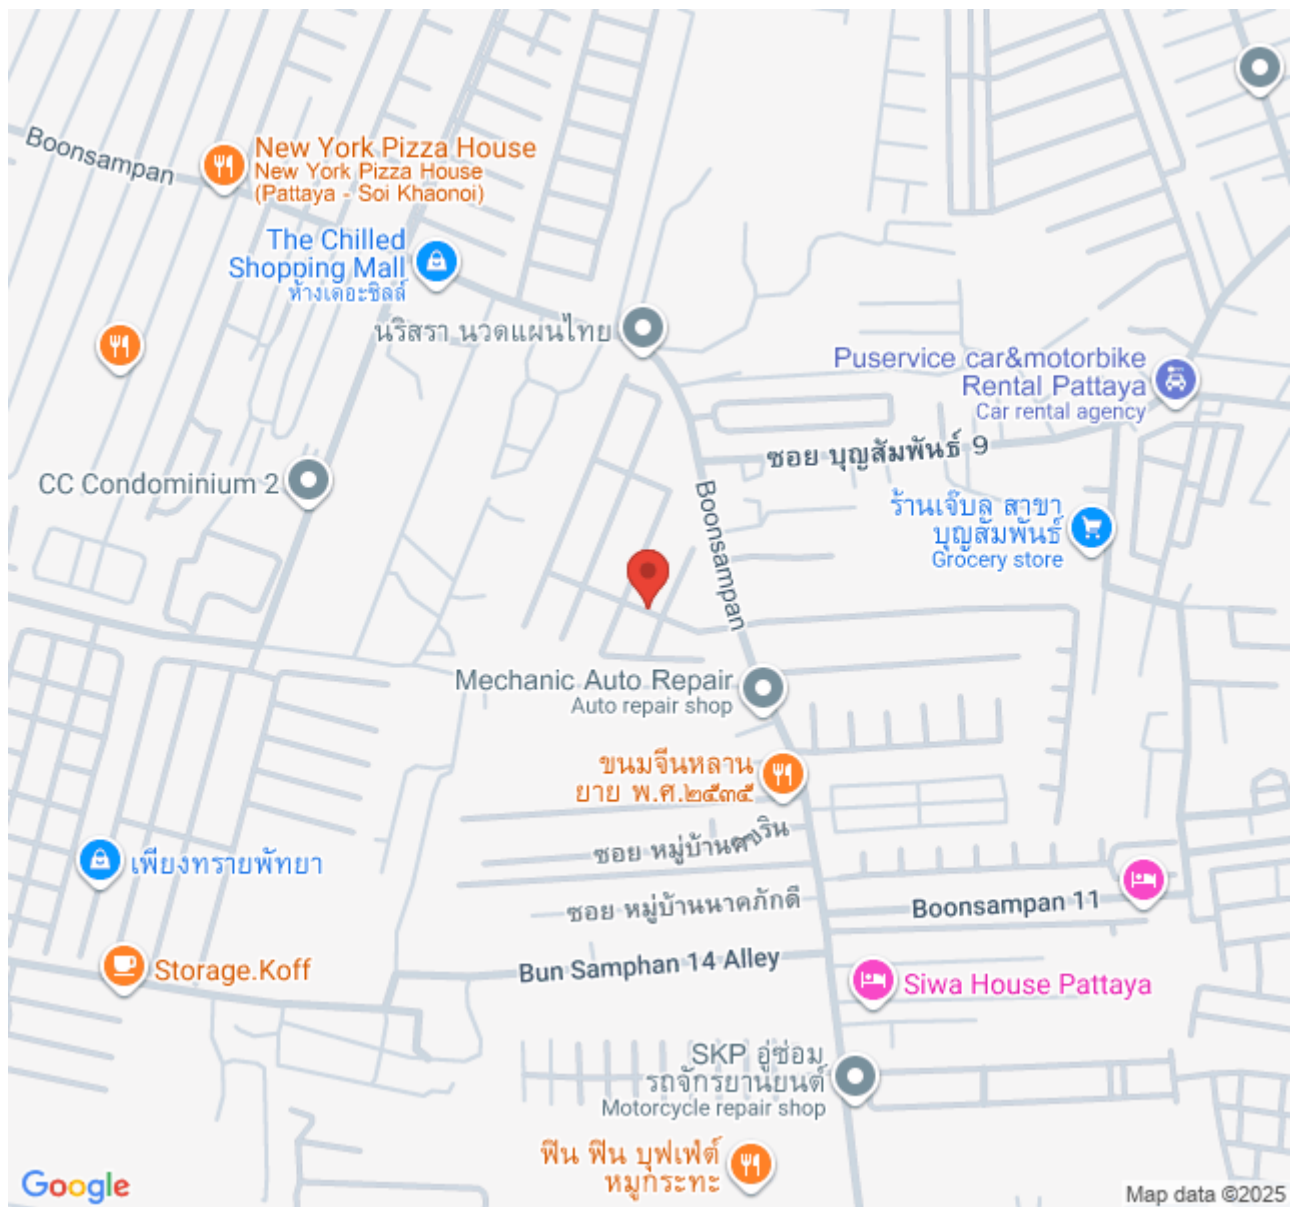 Boonsampan
New York Pizza House
New York Pizza House
(Pattaya - Soi Khaonoi)
The Chilled
Shopping Mall
ห้างเดอะชิลล์
นริสรา นวดแผนไทย
Puservice car&motorbike
Rental Pattaya
Car rental agency
ซอย บุญสัมพันธ์ 9
CC Condominium 2
Boonsampan
ร้านเจ๊บล สาขา
บุญสัมพันธ์
Grocery store
Mechanic Auto Repair
Auto repair shop
ขนมจีนหลาน
ยาย พ.ศ.๒๕๓๕
ซอย หมู่บ้าน
เพียงทรายพัทยา
ซอย หมู่บ้านนาคภักดี
Boonsampan 11
Bun Samphan 14 Alley
Storage.Koff
Siwa House Pattaya
SKP อู่ซ่อม
รถจักรยานยนต์
Motorcycle repair shop
ฟิน ฟิน บุฟเฟ่ต์
หมูกระทะ
Google
Map data ©2025